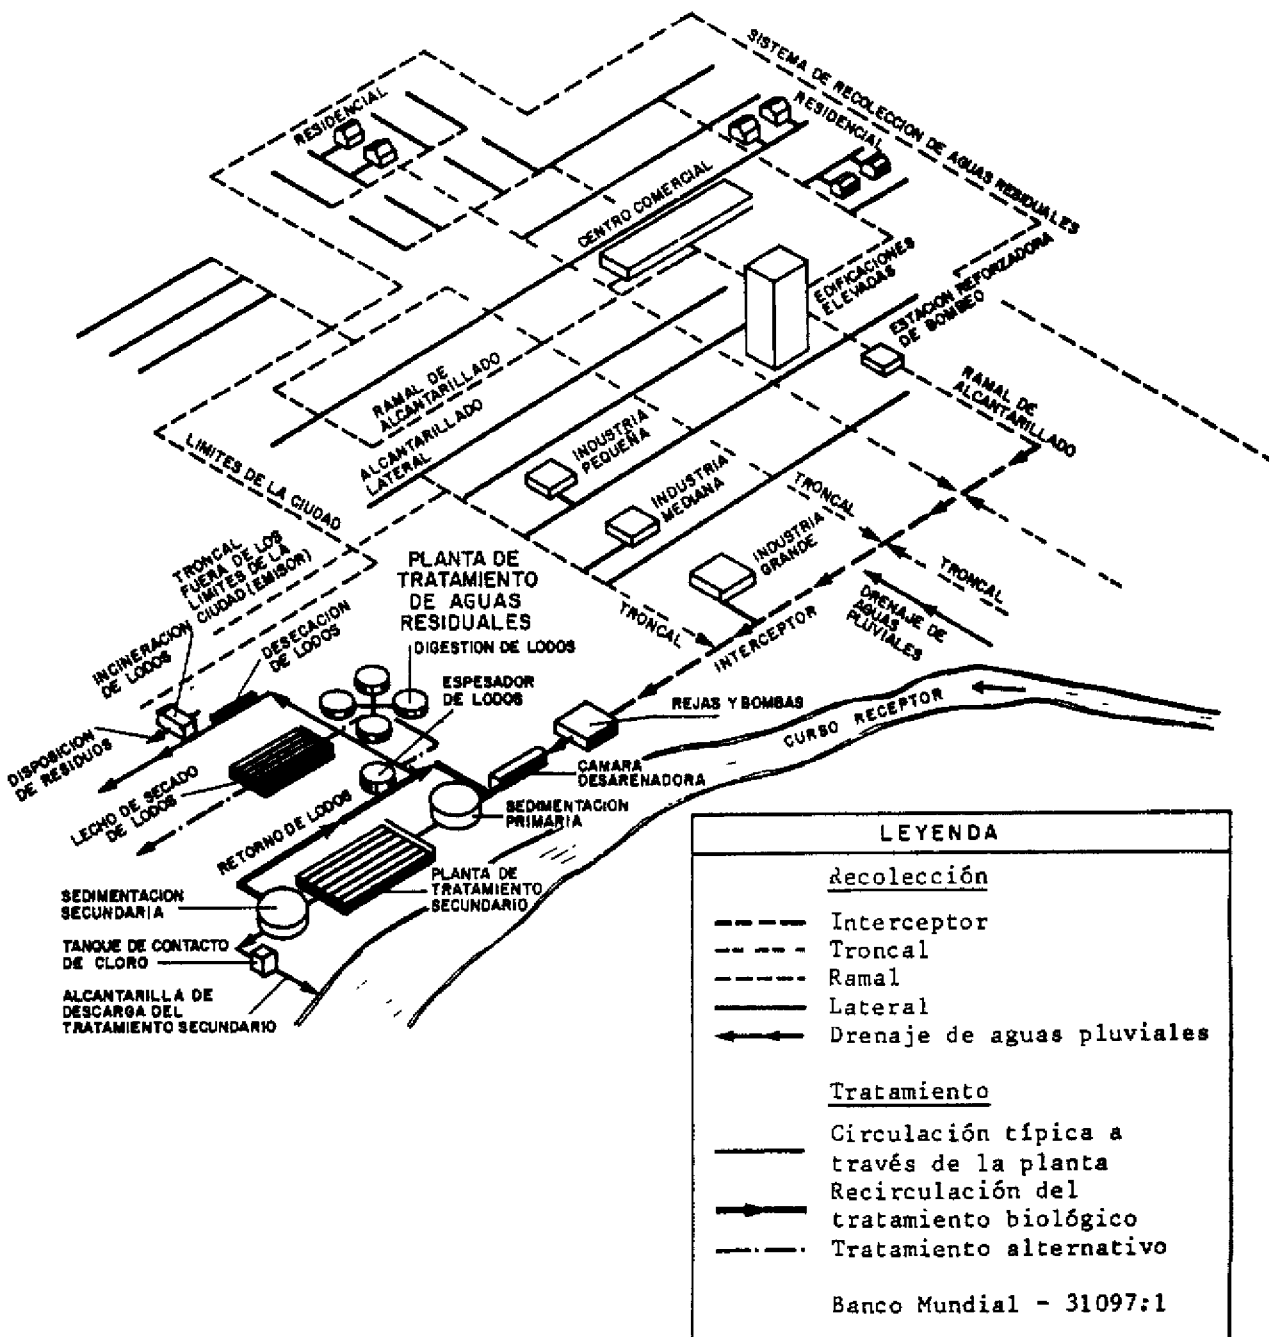 SISTEMA DE RECOLECCION DE AGUAS RESIDUALES
RESIDENCIAL
RESIDENCIAL
CENTRO COMERCIAL
EDIFICACIONES
ELEVADAS
ESTACION REFORZADORA
DE BOMBEO
RAMAL DE
ALCANTARILLADO
RAMAL DE
ALCANTARILLADO
ALCANTARILLADO
LATERAL
INDUSTRIA
PEQUEÑA
INDUSTRIA
MEDIANA
INDUSTRIA
GRANDE
TRONCAL
TRONCAL
TRONCAL
LIMITES DE LA CIUDAD
TRONCAL
FUERA DE LOS
LIMITES DE LA
CIUDAD (EMISOR)
INTERCEPTOR
DRENAJE DE
AGUAS
PLUVIALES
PLANTA DE
TRATAMIENTO
DE AGUAS
RESIDUALES
INCINERACION
DE LODOS
DESECACION
DE LODOS
DIGESTION DE LODOS
ESPESADOR
DE LODOS
REJAS Y BOMBAS
CURSO RECEPTOR
DISPOSICION
DE RESIDUOS
LECHO DE SECADO
DE LODOS
CAMARA
DESARENADORA
RETORNO DE LODOS
SEDIMENTACION
PRIMARIA
PLANTA DE
TRATAMIENTO
SECUNDARIO
SEDIMENTACION
SECUNDARIA
TANQUE DE CONTACTO
DE CLORO
ALCANTARILLA DE
DESCARGA DEL
TRATAMIENTO SECUNDARIO
LEYENDA
Recolección
Interceptor
Troncal
Ramal
Lateral
Drenaje de aguas pluviales
Tratamiento
Circulación típica a
través de la planta
Recirculación del
tratamiento biológico
Tratamiento alternativo
Banco Mundial - 31097:1